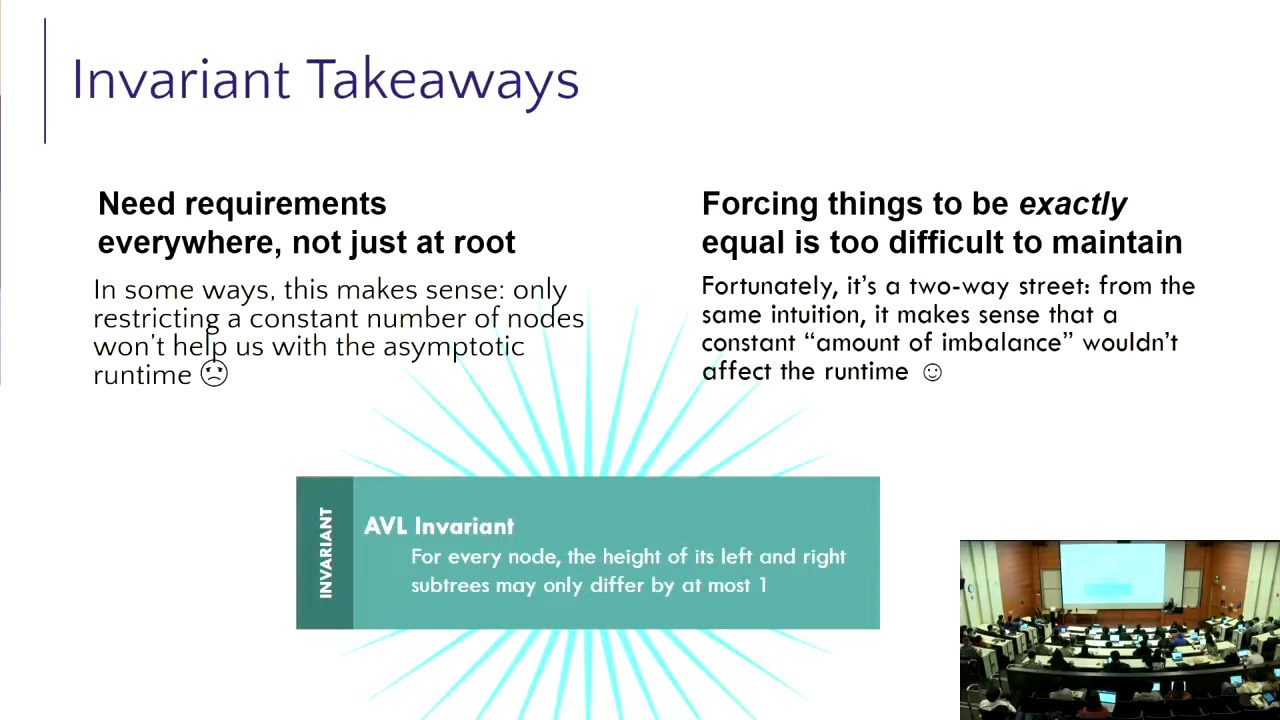 Invariant Takeaways
Need requirements
everywhere, not just at root
In some ways, this makes sense: only
restricting a constant number of nodes
won't help us with the asymptotic
runtime ☹
Forcing things to be exactly
equal is too difficult to maintain
Fortunately, it's a two-way street: from the
same intuition, it makes sense that a
constant “amount of imbalance” wouldn't
affect the runtime ☺
INVARIANT
AVL Invariant
For every node, the height of its left and right
subtrees may only differ by at most 1